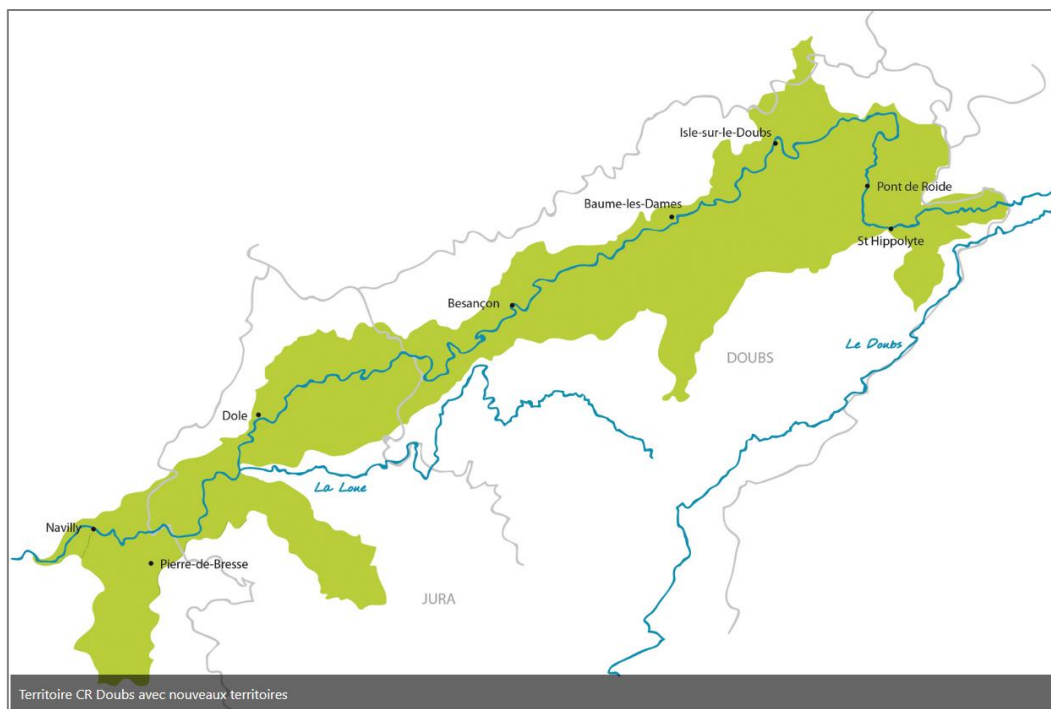 Isle-sur-le-Doubs
Pont de Roide
Baume-les-Dames
St Hippolyte
Besançon
Le Doubs
DOUBS
Dole
La Loue
Navilly
Pierre-de-Bresse
JURA
Territoire CR Doubs avec nouveaux territoires